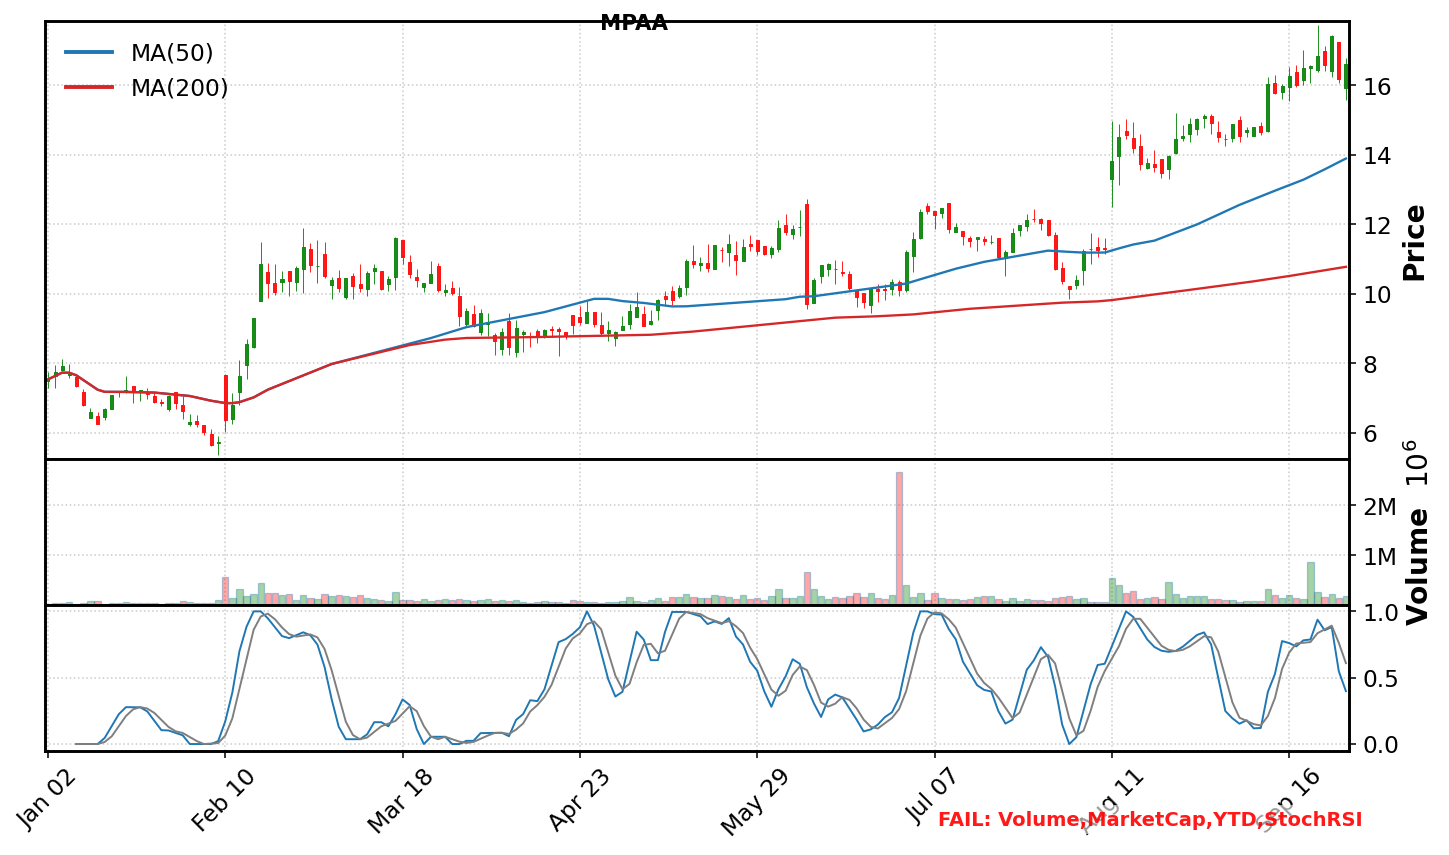 MPAA
MA(50)
MA(200)
16
14
12
10
8
6
Price
10^6
2M
1M
Volume
1.0
0.5
0.0
Jan 02
Feb 10
Mar 18
Apr 23
May 29
Jul 07
Aug 11
Sep 16
FAIL: Volume,MarketCap,YTD,StochRSI